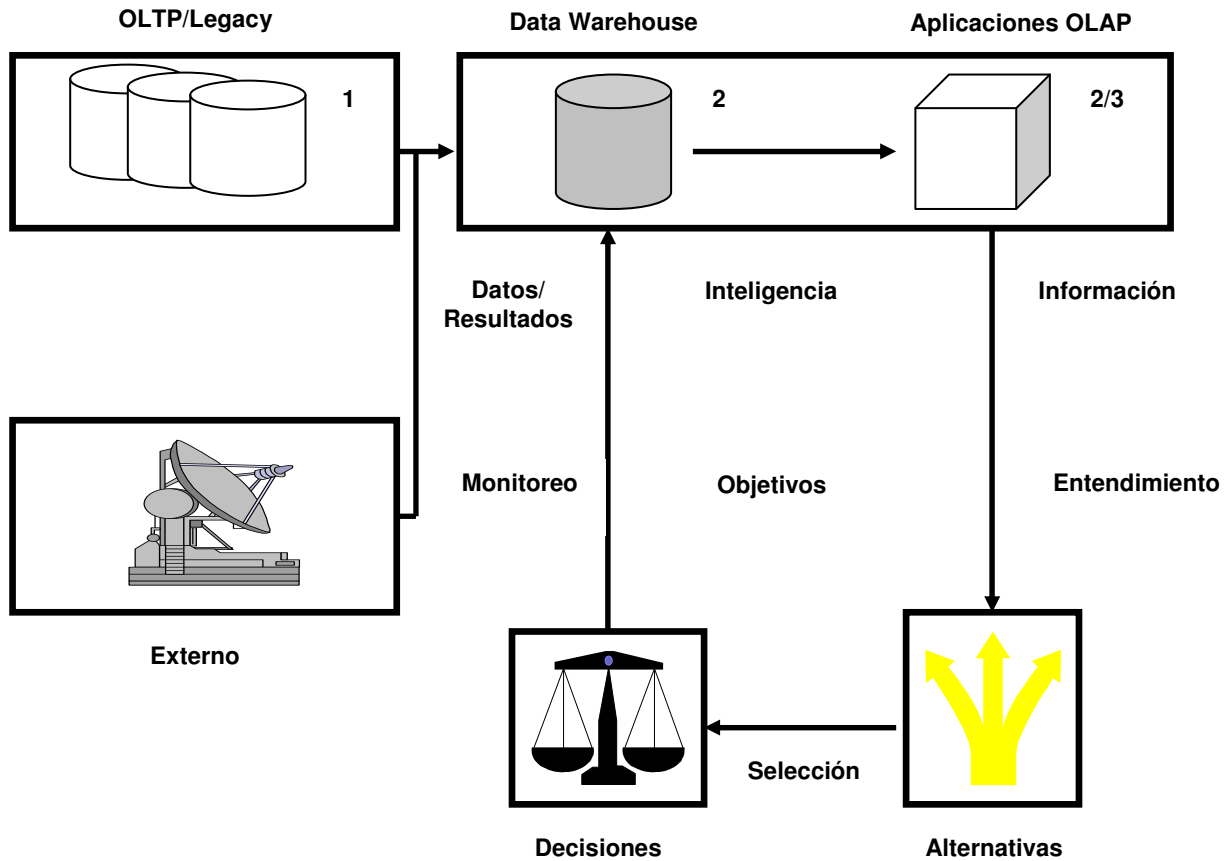 OLTP/Legacy
Data Warehouse
Aplicaciones OLAP
1
2
2/3
Datos/
Resultados
Inteligencia
Información
Monitoreo
Objetivos
Entendimiento
Externo
Selección
Decisiones
Alternativas